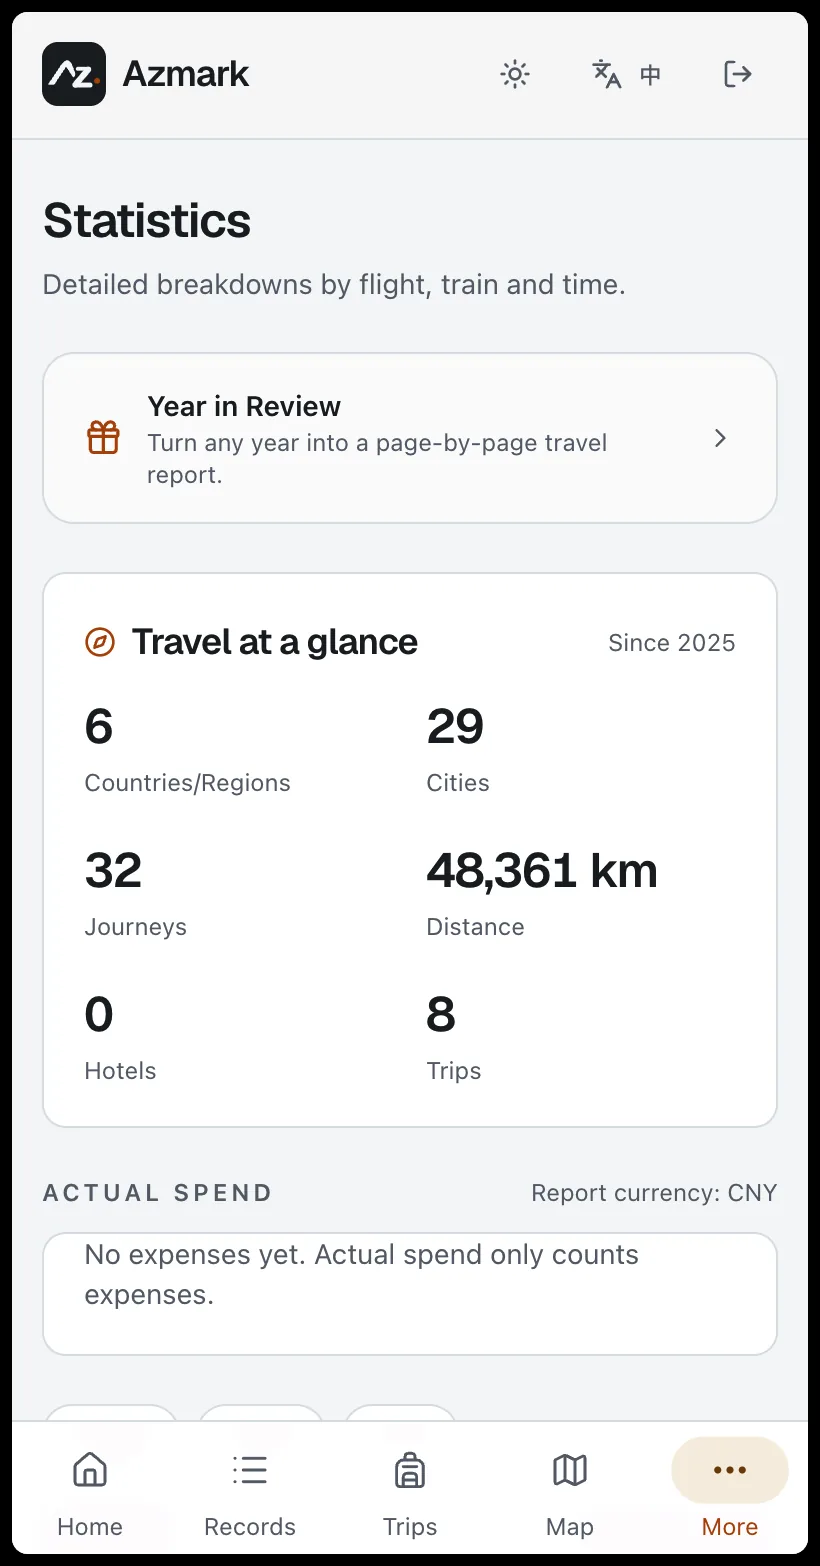 Az.
Azmark
中
Statistics
Detailed breakdowns by flight, train and time.
Year in Review
Turn any year into a page-by-page travel
report.
Travel at a glance
Since 2025
6
29
Countries/Regions
Cities
32
48,361 km
Journeys
Distance
0
8
Hotels
Trips
ACTUAL SPEND
Report currency: CNY
No expenses yet. Actual spend only counts
expenses.
Home
Records
Trips
Map
More